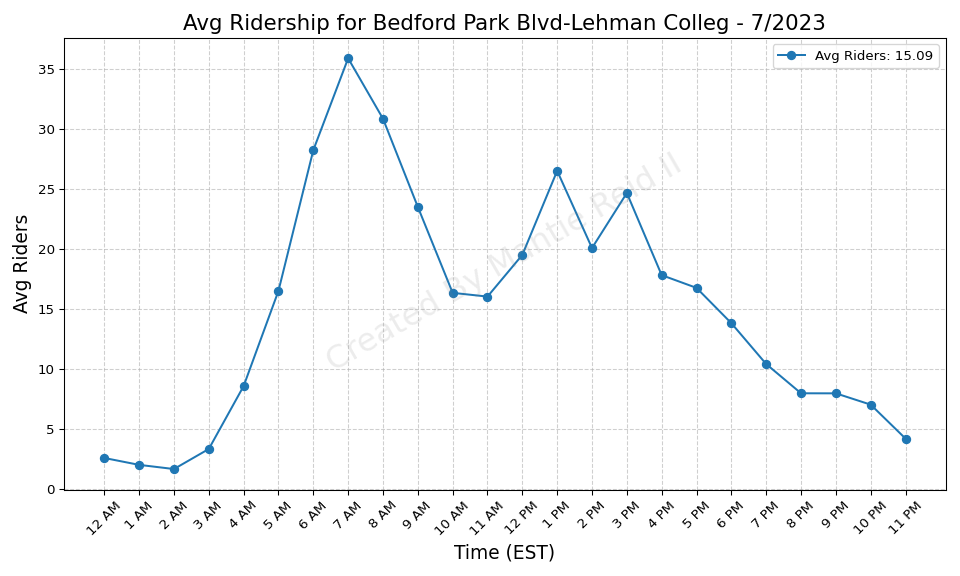 Avg Ridership for Bedford Park Blvd-Lehman Colleg - 7/2023
Avg Riders: 15.09
35
30
25
20
15
10
5
0
Avg Riders
Created By Mantie Reid II
12 AM
1 AM
2 AM
3 AM
4 AM
5 AM
6 AM
7 AM
8 AM
9 AM
10 AM
11 AM
12 PM
1 PM
2 PM
3 PM
4 PM
5 PM
6 PM
7 PM
8 PM
9 PM
10 PM
11 PM
Time (EST)